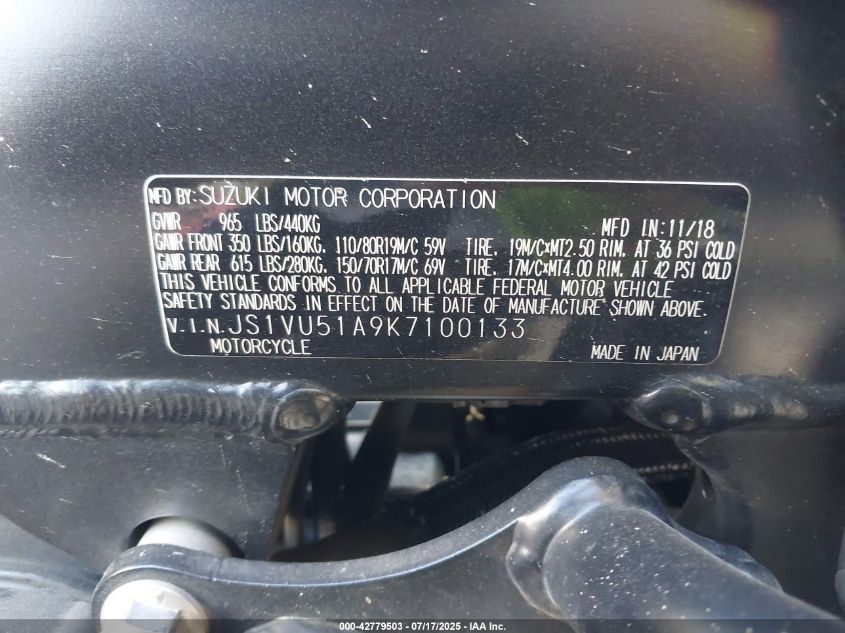 MFD BY: SUZUKI MOTOR CORPORATION
GVWR 965 LBS/440KG MFD IN: 11/18
GAWR FRONT 350 LBS/160KG. 110/80R19M/C 59V TIRE, 19M/C×MT2.50 RIM. AT 36 PSI COLD
GAWR REAR 615 LBS/280KG. 150/70R17M/C 69V TIRE, 17M/C×MT4.00 RIM. AT 42 PSI COLD
THIS VEHICLE CONFORMS TO ALL APPLICABLE FEDERAL MOTOR VEHICLE
SAFETY STANDARDS IN EFFECT ON THE DATE OF MANUFACTURE SHOWN ABOVE.
V.I.N. JS1VU51A9K7100133
MOTORCYCLE MADE IN JAPAN
000-42779503 - 07/17/2025 - IAA Inc.